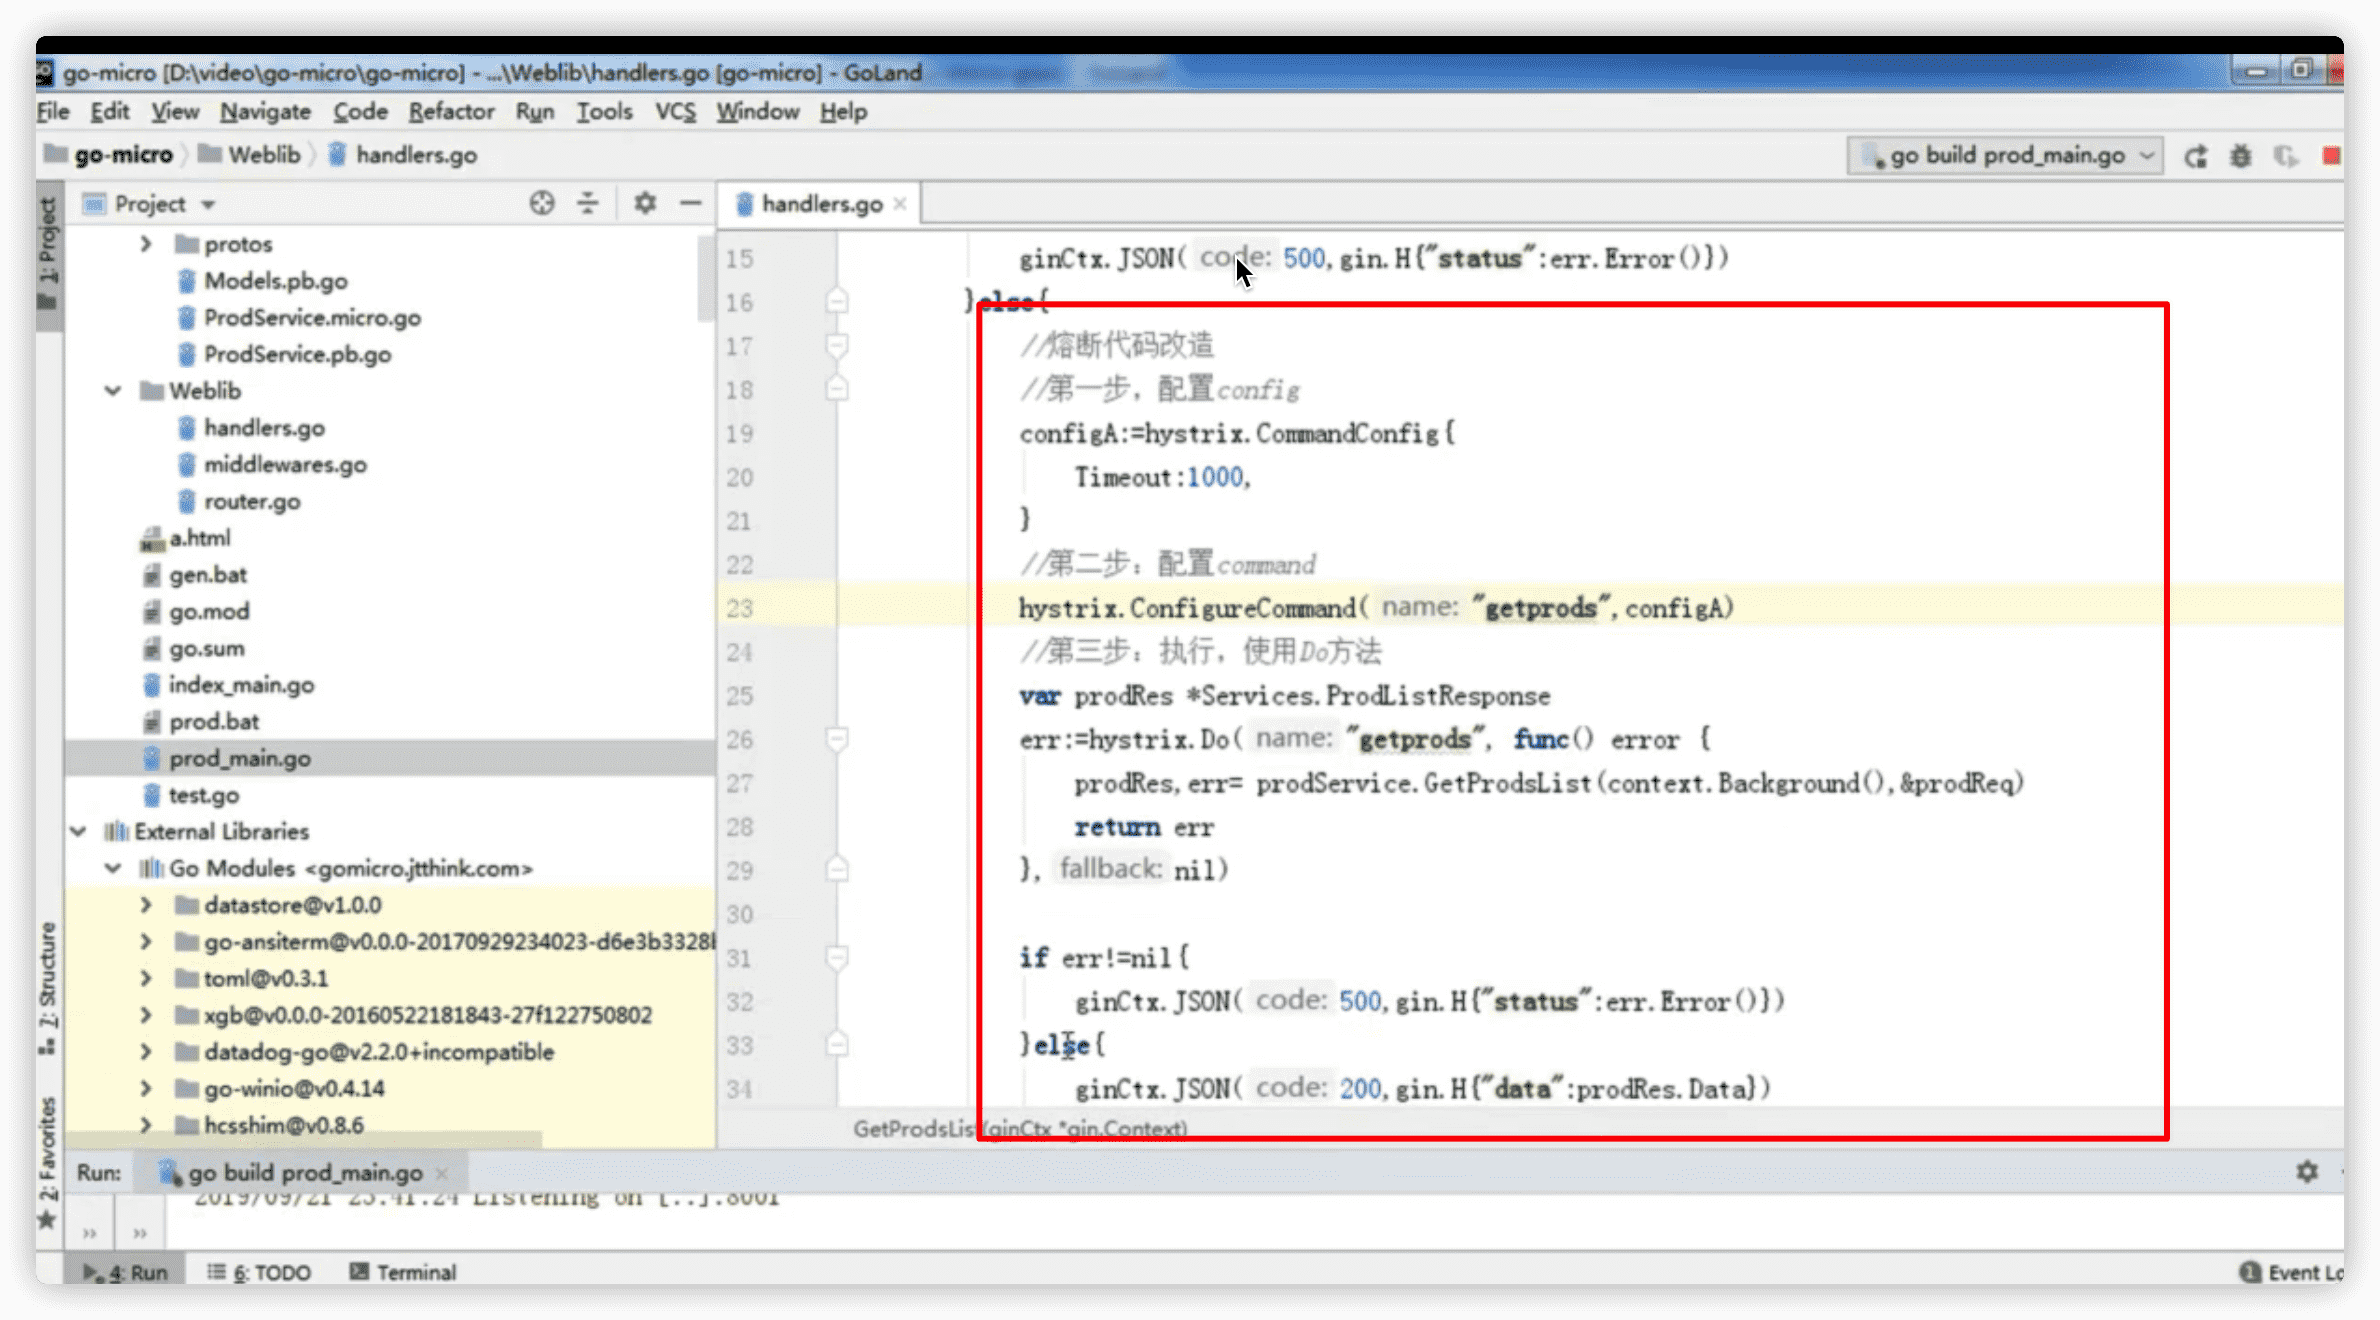 go-micro [D:\video\go-micro\go-micro] - ...\Weblib\handlers.go [go-micro] - GoLand
File Edit View Navigate Code Refactor Run Tools VCS Window Help
go-micro Weblib handlers.go
go build prod_main.go
1: Project
Project
protos
Models.pb.go
ProdService.micro.go
ProdService.pb.go
Weblib
handlers.go
middlewares.go
router.go
a.html
gen.bat
go.mod
go.sum
index_main.go
prod.bat
prod_main.go
test.go
External Libraries
Go Modules <gomicro.jtthink.com>
datastore@v1.0.0
go-ansiterm@v0.0.0-20170929234023-d6e3b3328
toml@v0.3.1
xgb@v0.0.0-20160522181843-27f122750802
datadog-go@v2.2.0+incompatible
go-winio@v0.4.14
hcsshim@v0.8.6
7: Structure
2: Favorites
handlers.go
15 ginCtx.JSON( code: 500,gin.H{"status":err.Error()})
16 }else{
17 //熔断代码改造
18 //第一步，配置config
19 configA:=hystrix.CommandConfig{
20 Timeout:1000,
21 }
22 //第二步：配置command
23 hystrix.ConfigureCommand( name: "getprods",configA)
24 //第三步：执行，使用Do方法
25 var prodRes *Services.ProdListResponse
26 err:=hystrix.Do( name: "getprods", func() error {
27 prodRes,err= prodService.GetProdsList(context.Background(),&prodReq)
28 return err
29 }, fallback: nil)
30
31 if err!=nil{
32 ginCtx.JSON( code: 500,gin.H{"status":err.Error()})
33 }else{
34 ginCtx.JSON( code: 200,gin.H{"data":prodRes.Data})
GetProdsList(ginCtx *gin.Context)
Run: go build prod_main.go
2019/09/21 23:41:24 Listening on [..]:8001
4: Run 6: TODO Terminal
1 Event